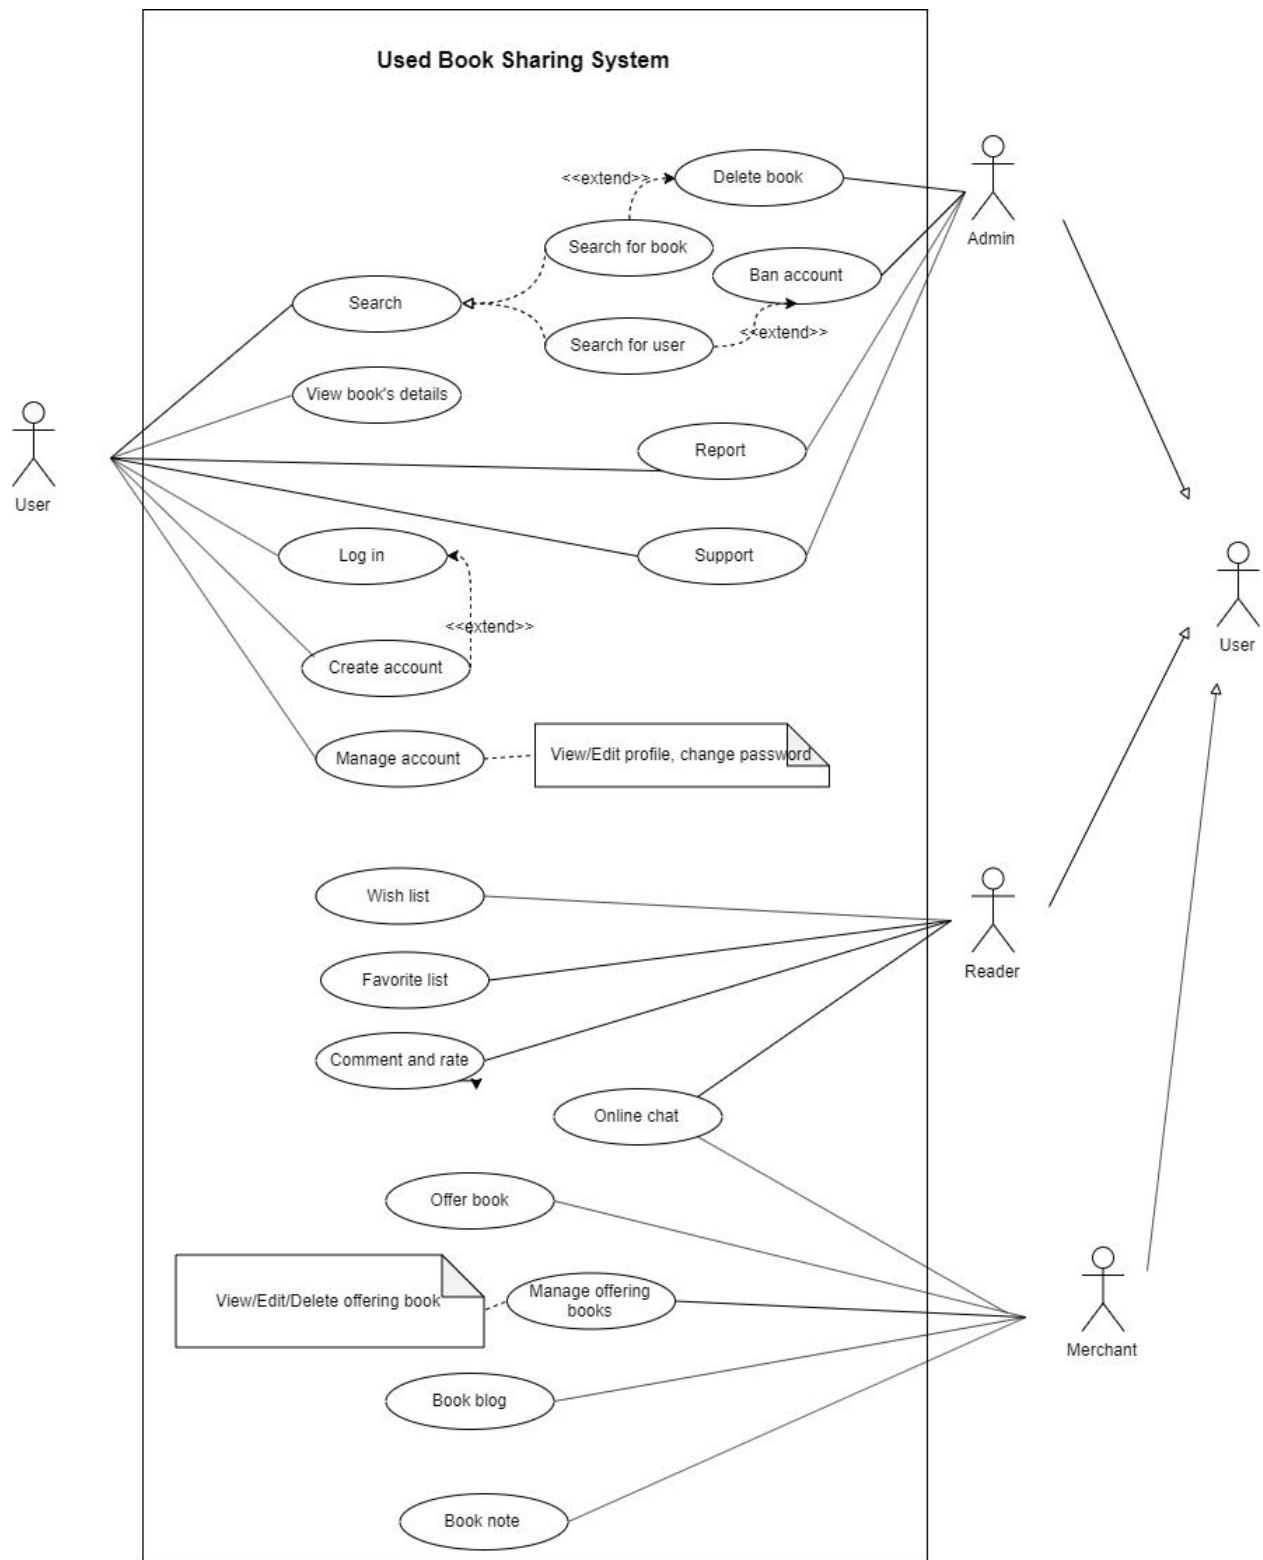 Used Book Sharing System
<<extend>>
Delete book
Admin
Search for book
Ban account
Search
<<extend>>
Search for user
View book's details
User
Report
Log in
Support
<<extend>>
User
Create account
Manage account
View/Edit profile, change password
Wish list
Reader
Favorite list
Comment and rate
Online chat
Offer book
View/Edit/Delete offering book
Manage offering
books
Merchant
Book blog
Book note